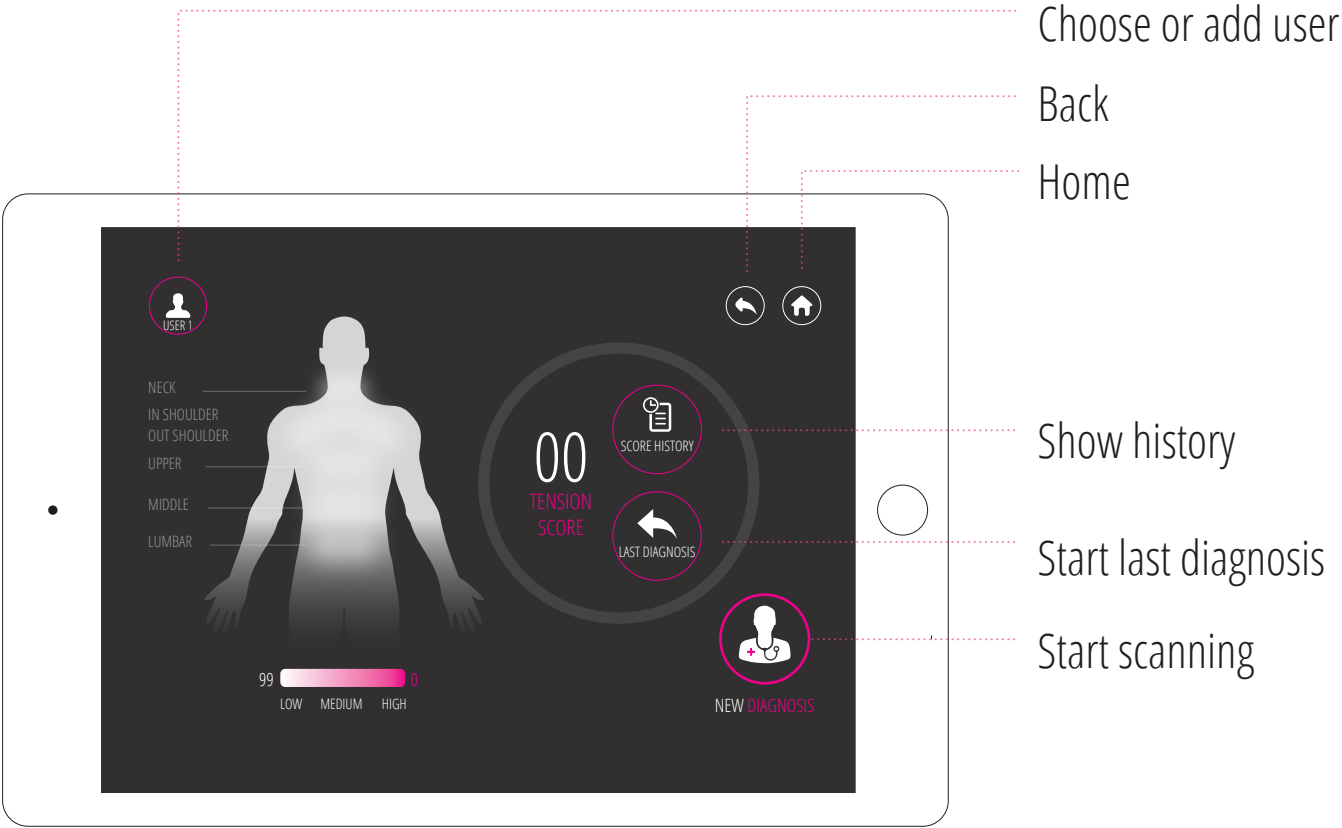 Choose or add user
Back
Home
USER 1
NECK
IN SHOULDER
OUT SHOULDER
UPPER
MIDDLE
LUMBAR
00
TENSION
SCORE
SCORE HISTORY
LAST DIAGNOSIS
Show history
Start last diagnosis
Start scanning
99
0
LOW MEDIUM HIGH
NEW DIAGNOSIS